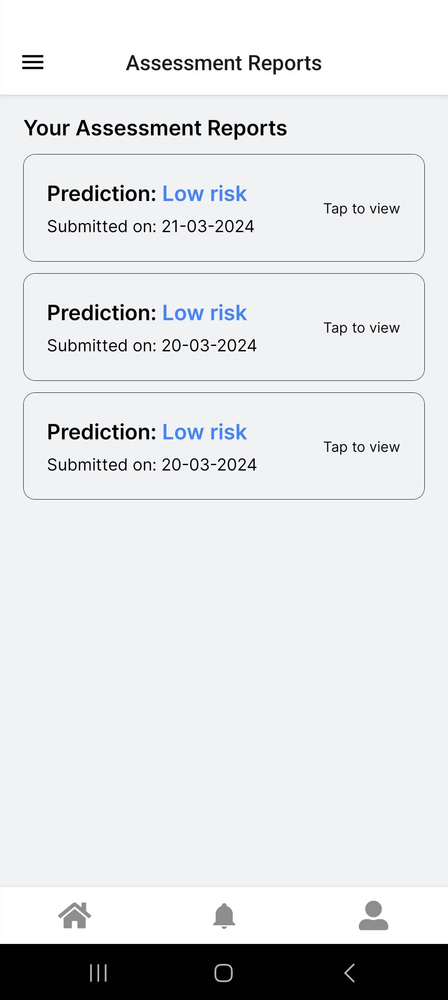 Assessment Reports
Your Assessment Reports
Prediction: Low risk
Submitted on: 21-03-2024
Tap to view
Prediction: Low risk
Submitted on: 20-03-2024
Tap to view
Prediction: Low risk
Submitted on: 20-03-2024
Tap to view